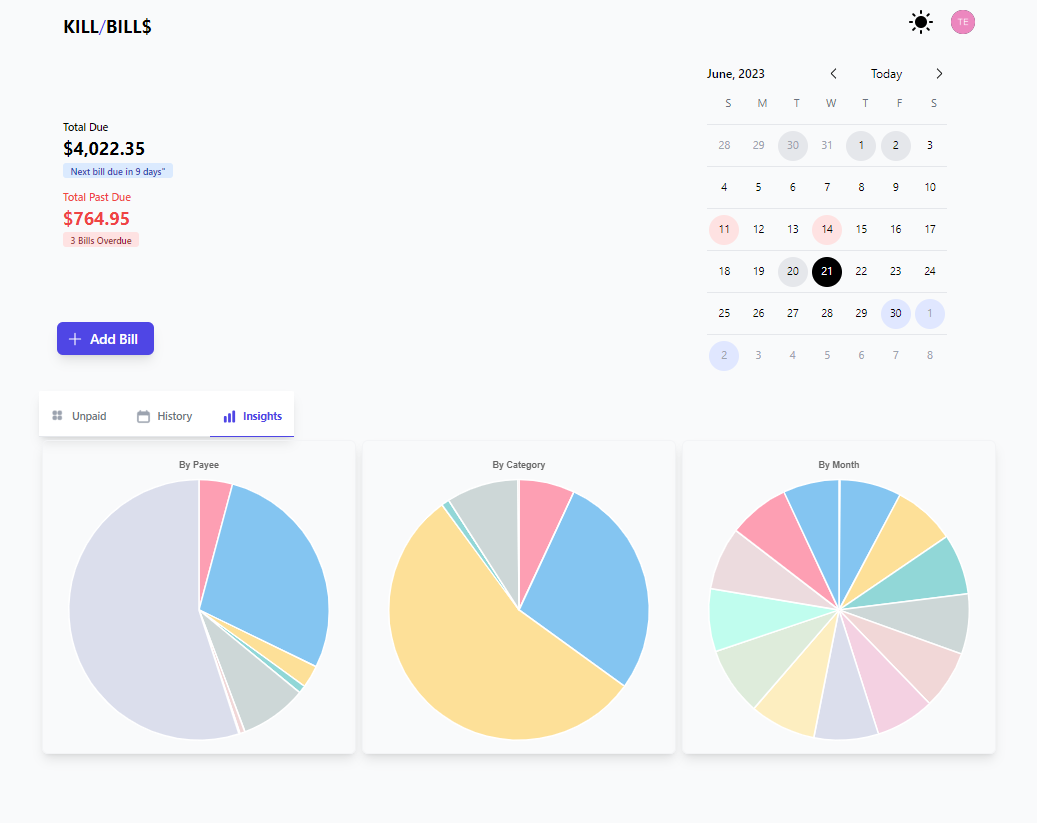 KILL/BILL$
TE
June, 2023 Today
S M T W T F S
28 29 30 31 1 2 3
4 5 6 7 8 9 10
11 12 13 14 15 16 17
18 19 20 21 22 23 24
25 26 27 28 29 30 1
2 3 4 5 6 7 8
Total Due
$4,022.35
Next bill due in 9 days"
Total Past Due
$764.95
3 Bills Overdue
Add Bill
Unpaid History Insights
By Payee By Category By Month